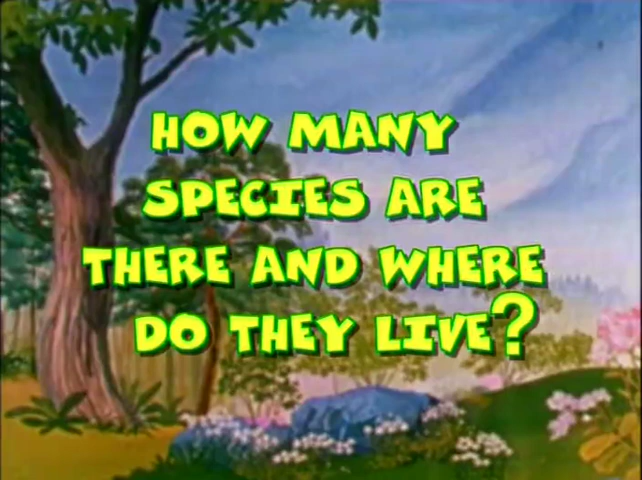 HOW MANY
SPECIES ARE
THERE AND WHERE
DO THEY LIVE?